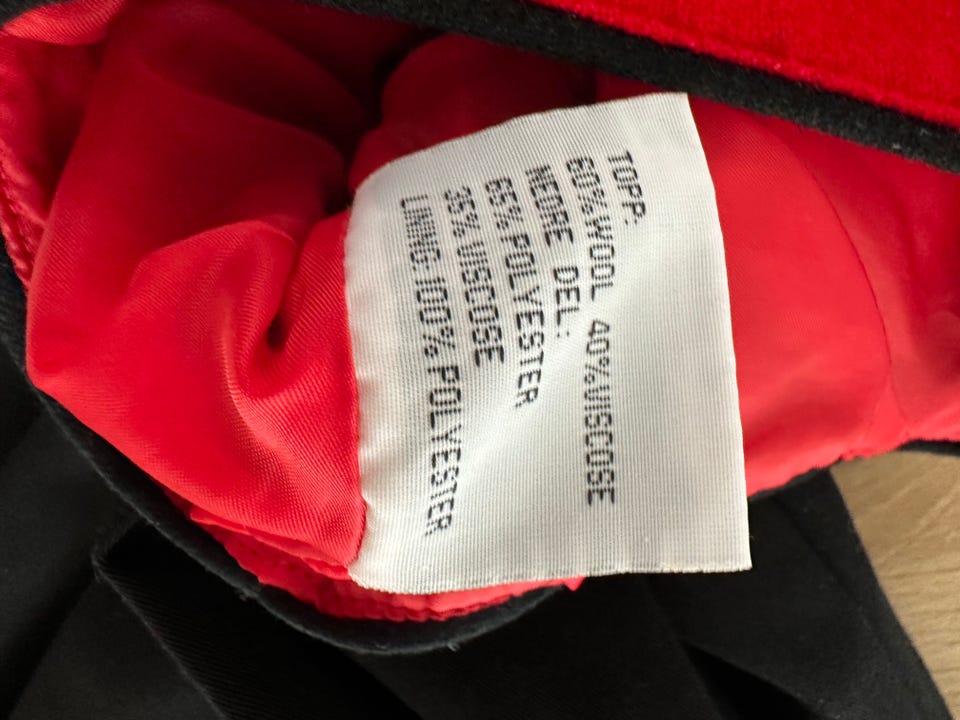 TOPP.
60%WOOL 40%VISCOSE
NEDRE DEL:
65%POLYESTER
35%VISCOSE
LINING:100% POLYESTER